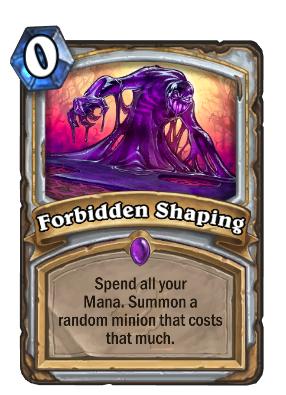 0
Forbidden Shaping
Spend all your
Mana. Summon a
random minion that costs
that much.